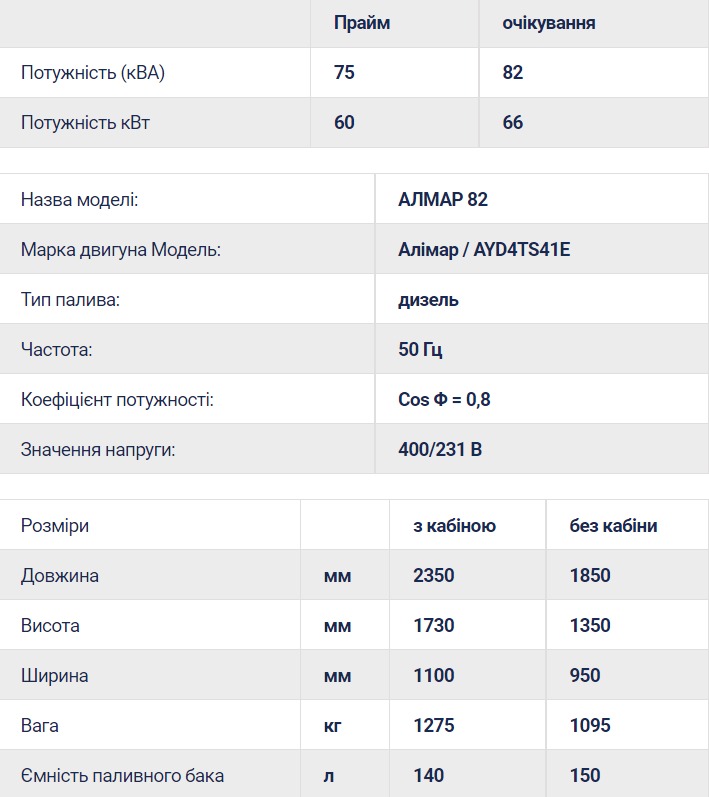 Прайм очікування
Потужність (кВА) 75 82
Потужність кВт 60 66
Назва моделі: АЛМАР 82
Марка двигуна Модель: Алімар / AYD4TS41E
Тип палива: дизель
Частота: 50 Гц
Коефіцієнт потужності: Cos Ф = 0,8
Значення напруги: 400/231 В
Розміри з кабіною без кабіни
Довжина мм 2350 1850
Висота мм 1730 1350
Ширина мм 1100 950
Вага кг 1275 1095
Ємність паливного бака л 140 150